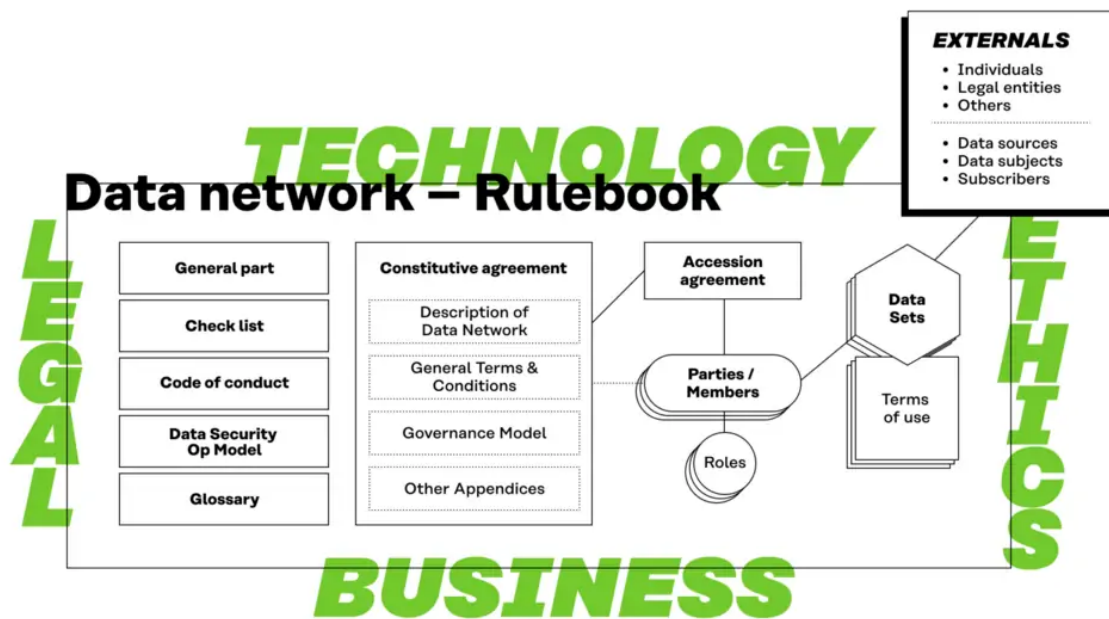 EXTERNALS
• Individuals
• Legal entities
• Others
• Data sources
• Data subjects
• Subscribers
TECHNOLOGY
Data network – Rulebook
LEGAL
General part
Check list
Code of conduct
Data Security
Op Model
Glossary
Constitutive agreement
Description of
Data Network
General Terms &
Conditions
Governance Model
Other Appendices
Accession
agreement
Parties /
Members
Roles
Data
Sets
Terms
of use
ETHICS
BUSINESS